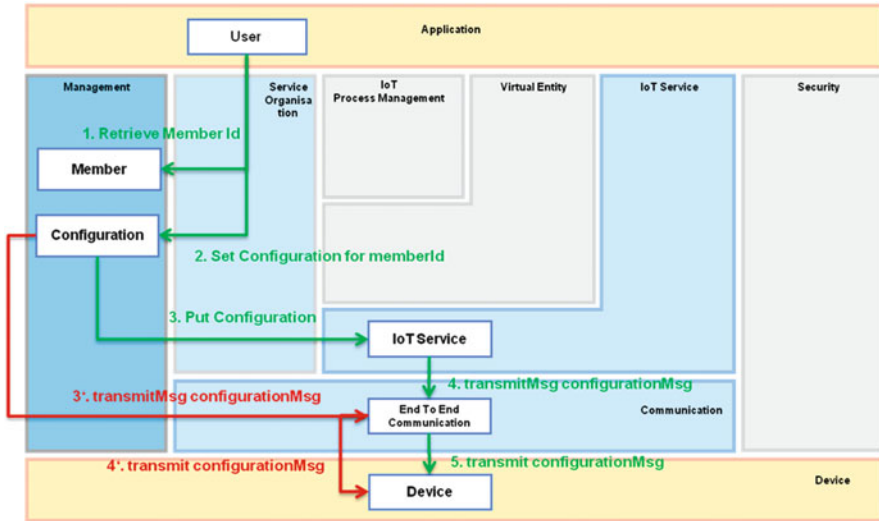 Application
User
Management
Service
Organisa
tion
IoT
Process Management
Virtual Entity
IoT Service
Security
1. Retrieve Member Id
Member
Configuration
2. Set Configuration for memberId
3. Put Configuration
IoT Service
4. transmitMsg configurationMsg
3'. transmitMsg configurationMsg
End To End
Communication
Communication
4'. transmit configurationMsg
5. transmit configurationMsg
Device
Device